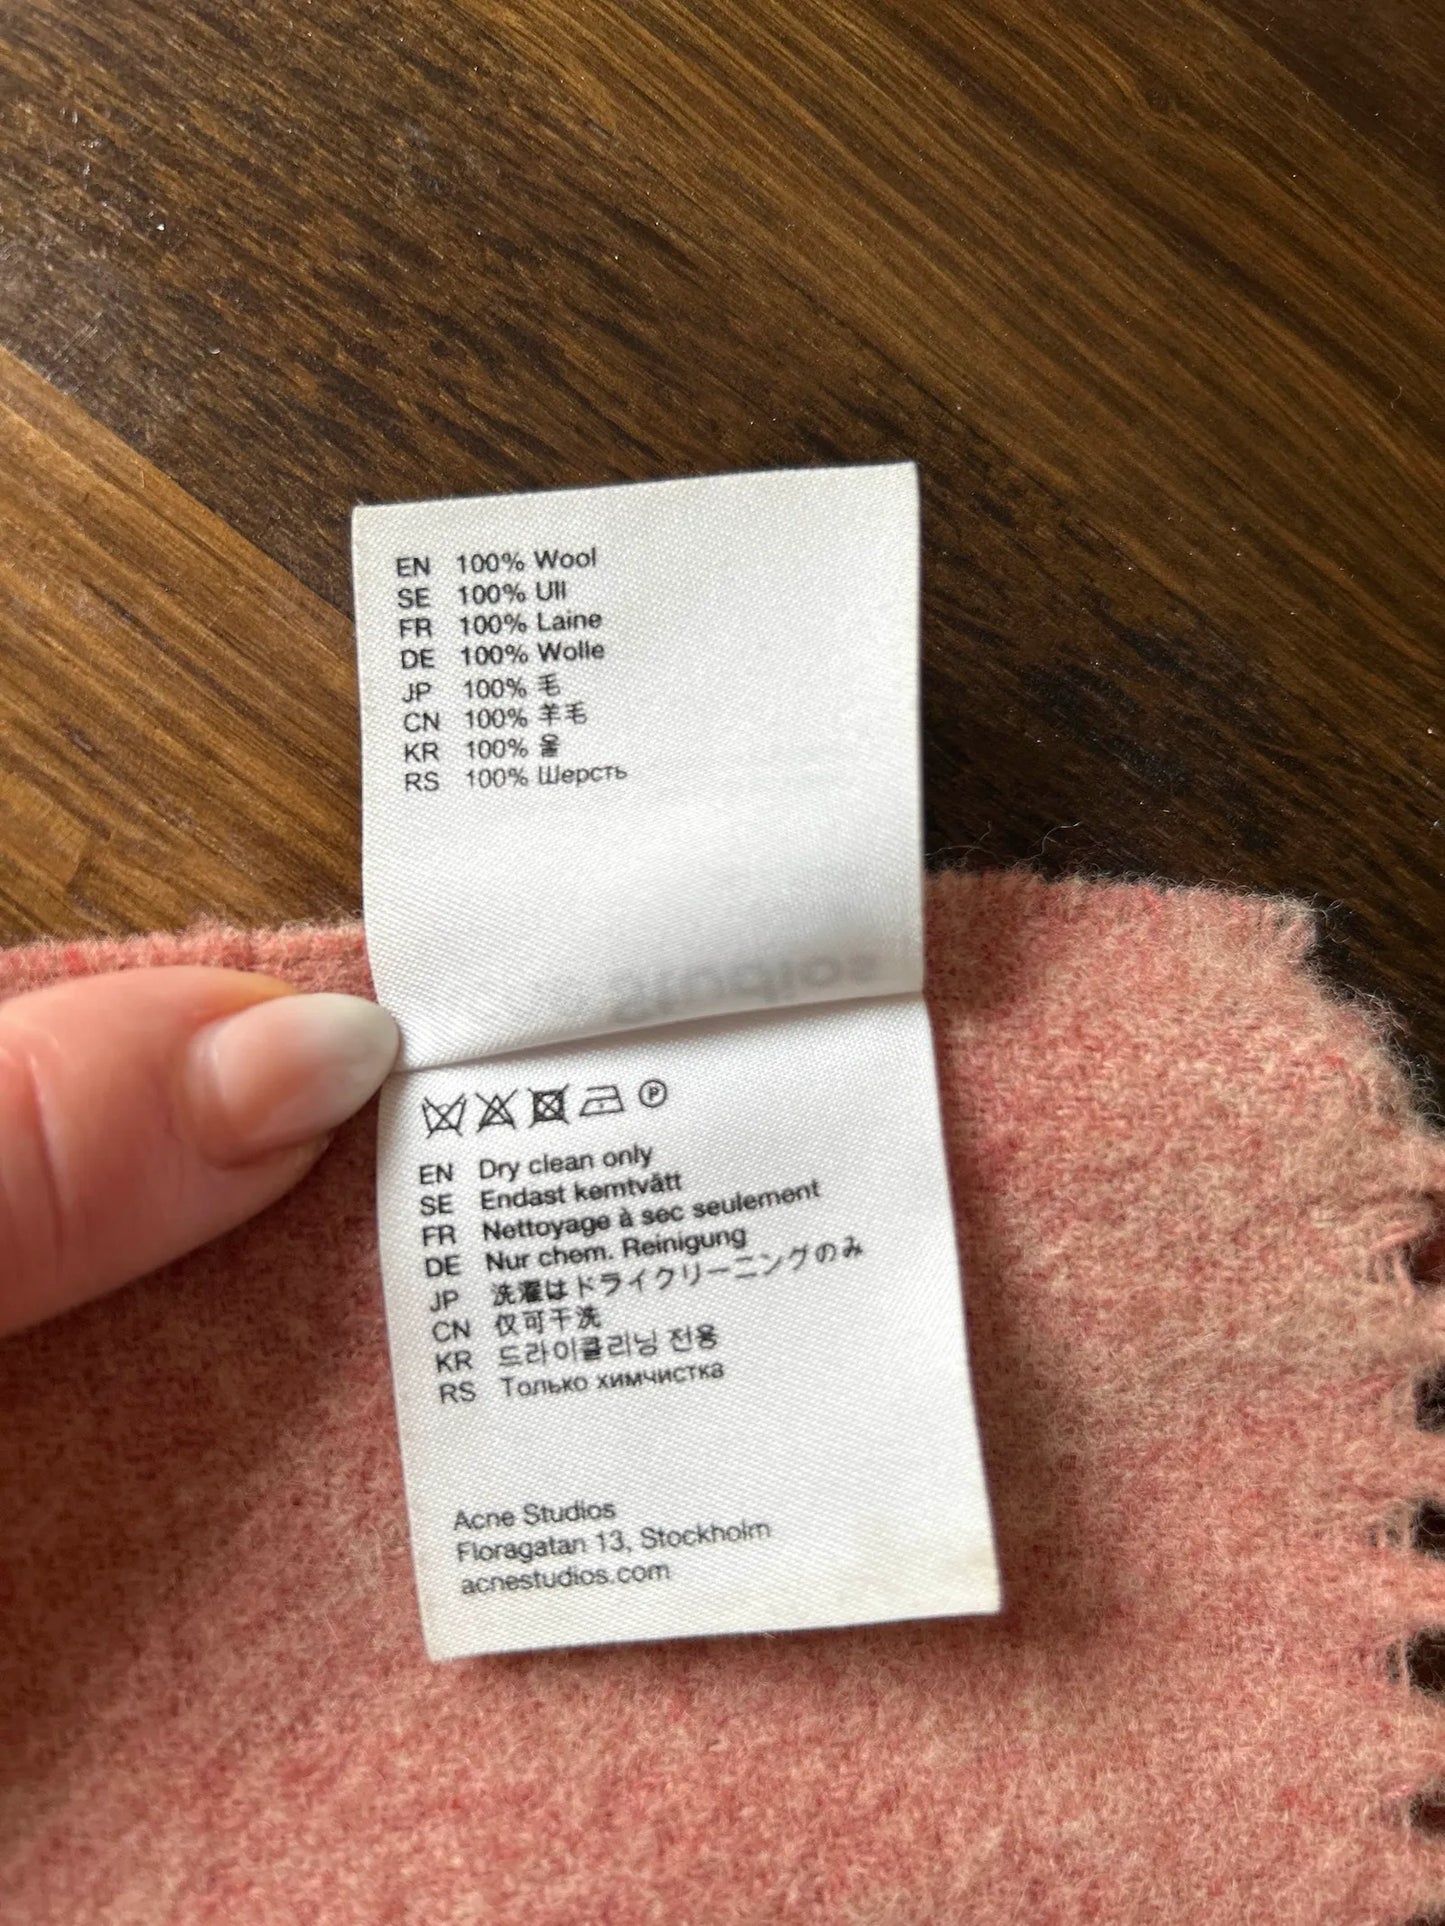 EN 100% Wool
SE 100% Ull
FR 100% Laine
DE 100% Wolle
JP 100% 毛
CN 100% 羊毛
KR 100% 울
RS 100% Шерсть
Studios
P
EN Dry clean only
SE Endast kemtvätt
FR Nettoyage à sec seulement
DE Nur chem. Reinigung
JP 洗濯はドライクリーニングのみ
CN 仅可干洗
KR 드라이클리닝 전용
RS Только химчистка
Acne Studios
Floragatan 13, Stockholm
acnestudios.com